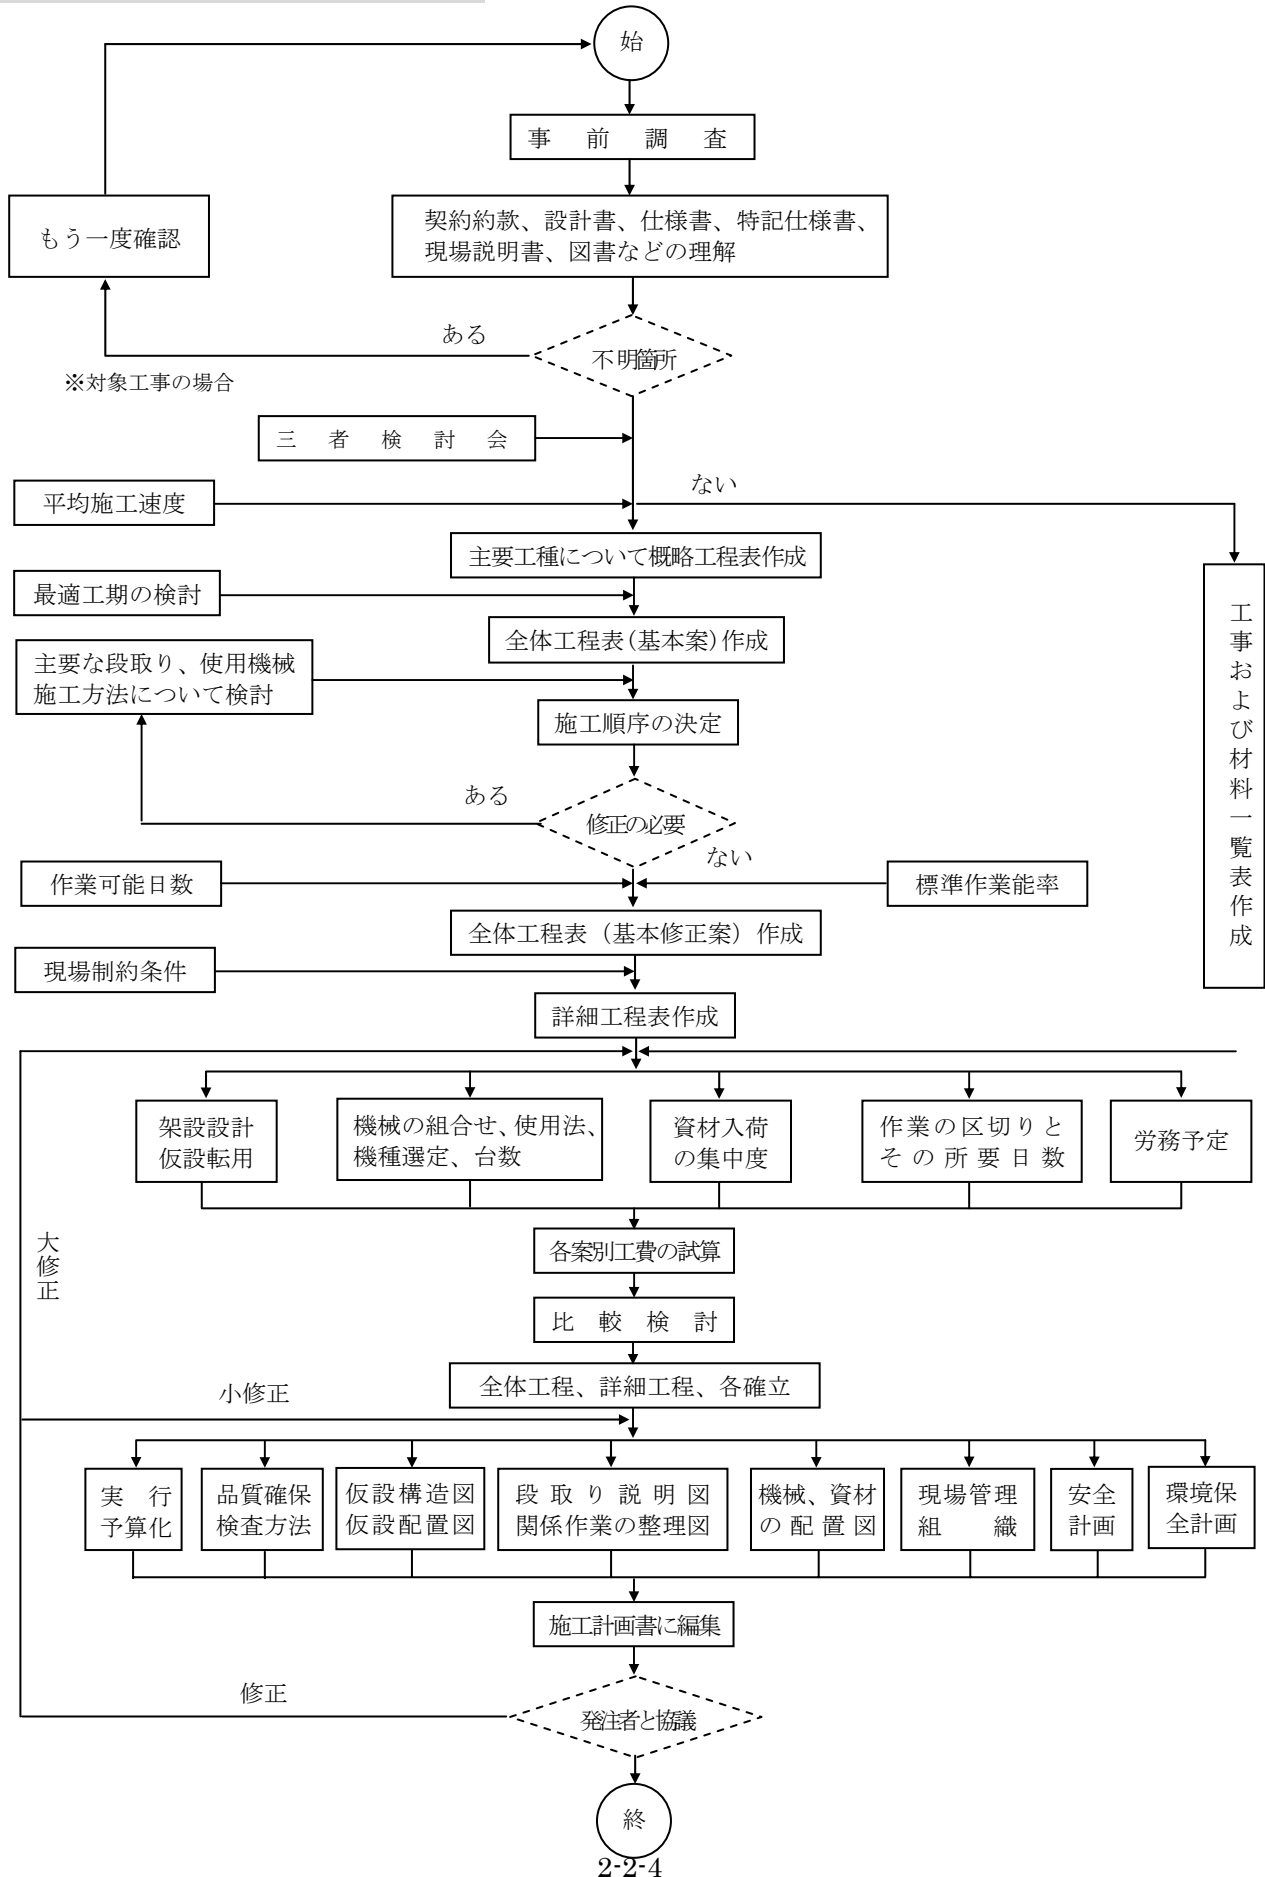 始
事前調査
契約約款、設計書、仕様書、特記仕様書、
現場説明書、図書などの理解
もう一度確認
ある
不明箇所
※対象工事の場合
三者検討会
ない
平均施工速度
主要工種について概略工程表作成
最適工期の検討
全体工程表(基本案)作成
主要な段取り、使用機械
施工方法について検討
施工順序の決定
工事および材料一覧表作成
ある
修正の必要
ない
作業可能日数
標準作業能率
全体工程表（基本修正案）作成
現場制約条件
詳細工程表作成
架設設計
仮設転用
機械の組合せ、使用法、
機種選定、台数
資材入荷
の集中度
作業の区切りと
その所要日数
労務予定
大修正
各案別工費の試算
比較検討
全体工程、詳細工程、各確立
小修正
実行
予算化
品質確保
検査方法
仮設構造図
仮設配置図
段取り説明図
関係作業の整理図
機械、資材
の配置図
現場管理
組織
安全
計画
環境保
全計画
施工計画書に編集
修正
発注者と協議
終
2-2-4